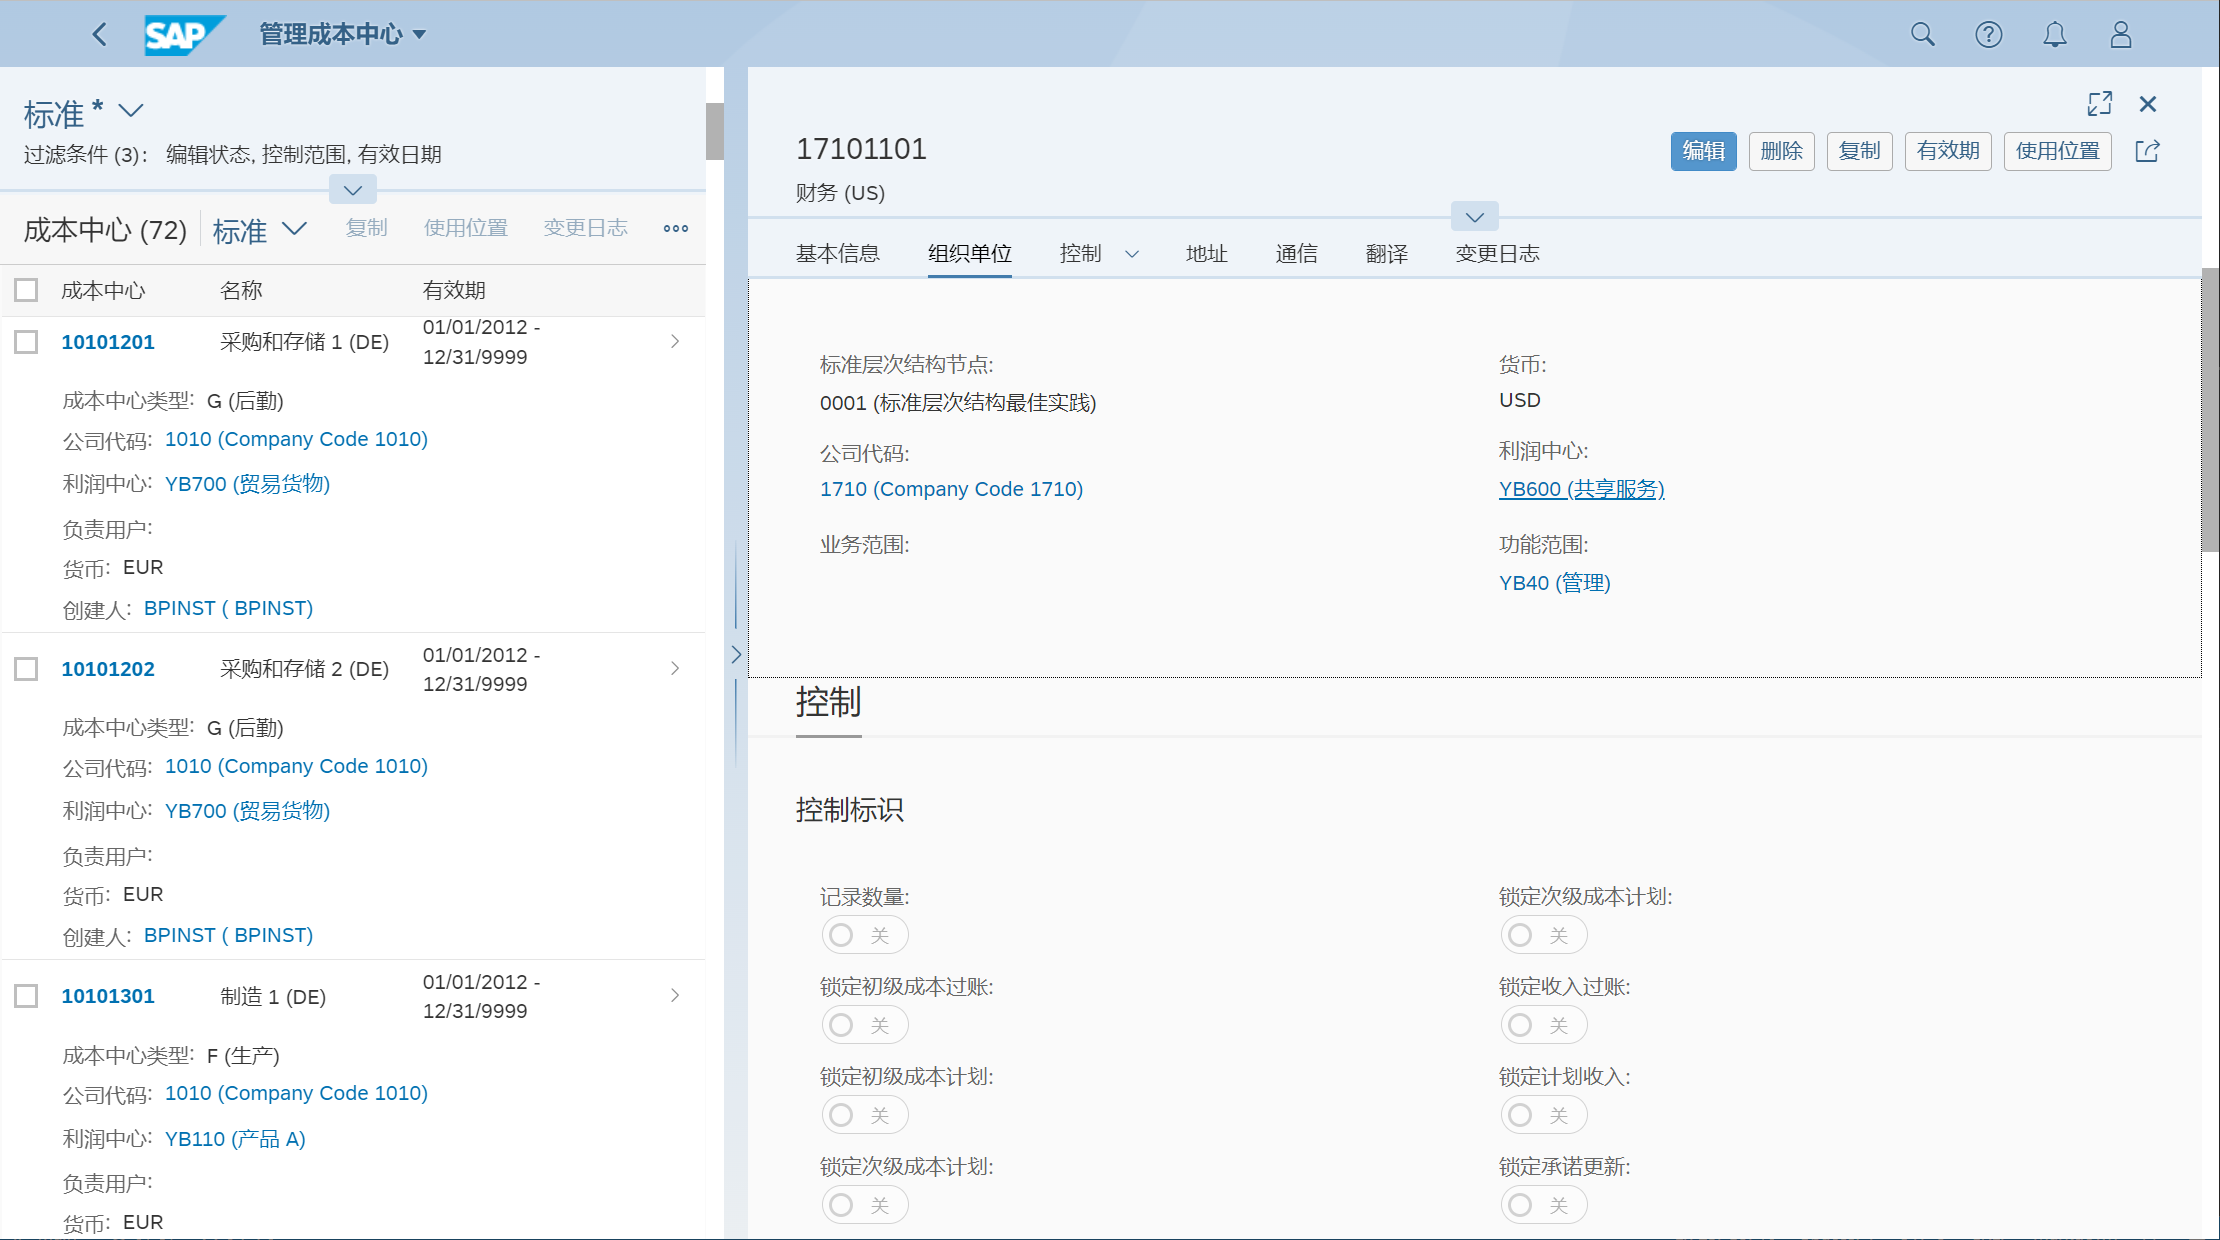 SAP 管理成本中心
标准 *
过滤条件 (3): 编辑状态, 控制范围, 有效日期
成本中心 (72) 标准 复制 使用位置 变更日志
成本中心 名称 有效期
10101201 采购和存储 1 (DE) 01/01/2012 -
12/31/9999
成本中心类型: G (后勤)
公司代码: 1010 (Company Code 1010)
利润中心: YB700 (贸易货物)
负责用户:
货币: EUR
创建人: BPINST ( BPINST)
10101202 采购和存储 2 (DE) 01/01/2012 -
12/31/9999
成本中心类型: G (后勤)
公司代码: 1010 (Company Code 1010)
利润中心: YB700 (贸易货物)
负责用户:
货币: EUR
创建人: BPINST ( BPINST)
10101301 制造 1 (DE) 01/01/2012 -
12/31/9999
成本中心类型: F (生产)
公司代码: 1010 (Company Code 1010)
利润中心: YB110 (产品 A)
负责用户:
货币: EUR
17101101
财务 (US)
编辑 删除 复制 有效期 使用位置
基本信息 组织单位 控制 地址 通信 翻译 变更日志
标准层次结构节点:
0001 (标准层次结构最佳实践)
公司代码:
1710 (Company Code 1710)
业务范围:
货币:
USD
利润中心:
YB600 (共享服务)
功能范围:
YB40 (管理)
控制
控制标识
记录数量:
关
锁定初级成本过账:
关
锁定初级成本计划:
关
锁定次级成本计划:
关
锁定次级成本计划:
关
锁定收入过账:
关
锁定计划收入:
关
锁定承诺更新:
关